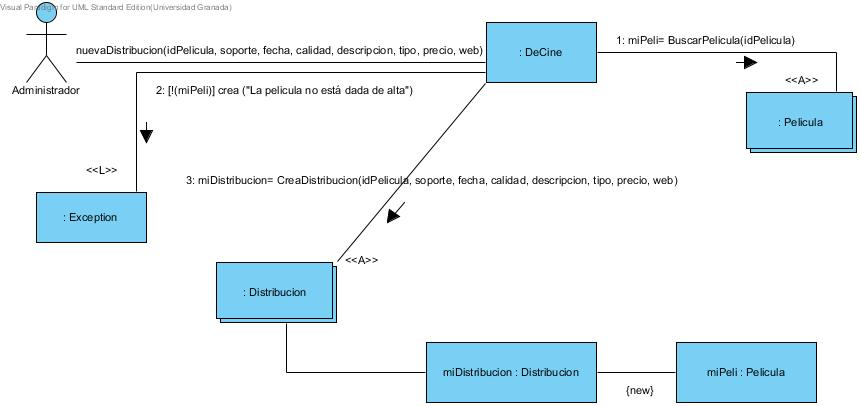 Visual Paradigm for UML Standard Edition(Universidad Granada)
nuevaDistribucion(idPelicula, soporte, fecha, calidad, descripcion, tipo, precio, web)
: DeCine
1: miPeli= BuscarPelicula(idPelicula)
<<A>>
Administrador
2: [!(miPeli)] crea ("La pelicula no está dada de alta")
: Pelicula
<<L>>
3: miDistribucion= CreaDistribucion(idPelicula, soporte, fecha, calidad, descripcion, tipo, precio, web)
: Exception
<<A>>
: Distribucion
miDistribucion : Distribucion
miPeli : Pelicula
{new}